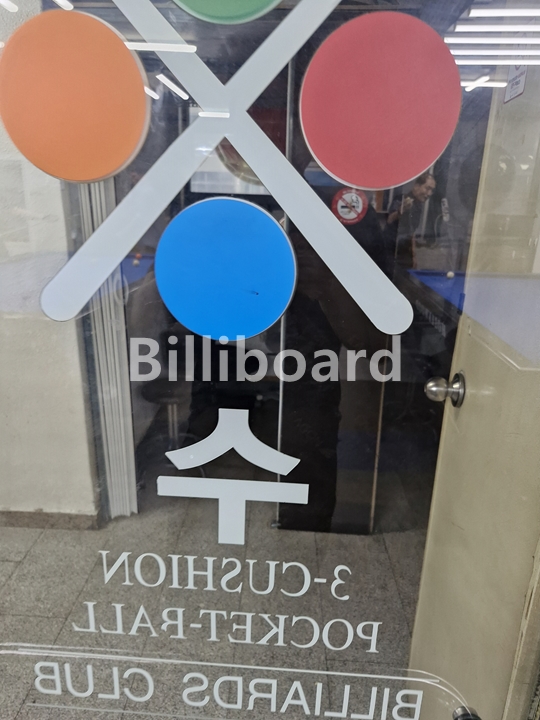 Billiboard
수
3-CUSHION
POCKET-BALL
BILLIARDS CLUB